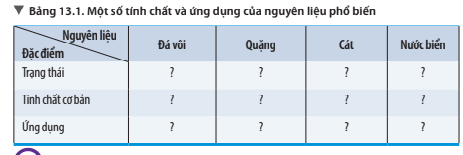 ▼ Bảng 13.1. Một số tính chất và ứng dụng của nguyên liệu phổ biến
Nguyên liệu
Đặc điểm
Đá vôi Quặng Cát Nước biển
Trạng thái ? ? ? ?
Tính chất cơ bản ? ? ? ?
Ứng dụng ? ? ? ?